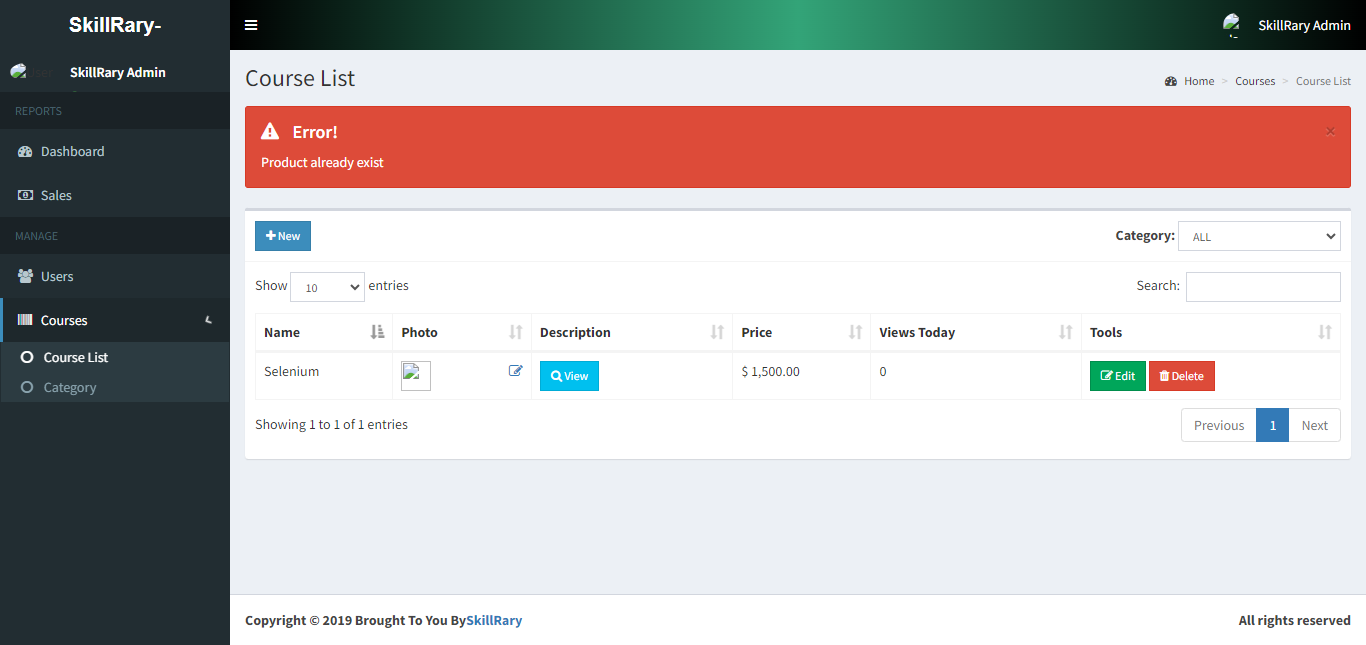 SkillRary-
SkillRary Admin
SkillRary Admin
REPORTS
Dashboard
Sales
MANAGE
Users
Courses
Course List
Category
Course List
Home > Courses > Course List
Error!
×
Product already exist
New
Category: ALL
Show 10 entries
Search:
Name Photo Description Price Views Today Tools
Selenium View $ 1,500.00 0 Edit Delete
Showing 1 to 1 of 1 entries
Previous 1 Next
Copyright © 2019 Brought To You BySkillRary
All rights reserved